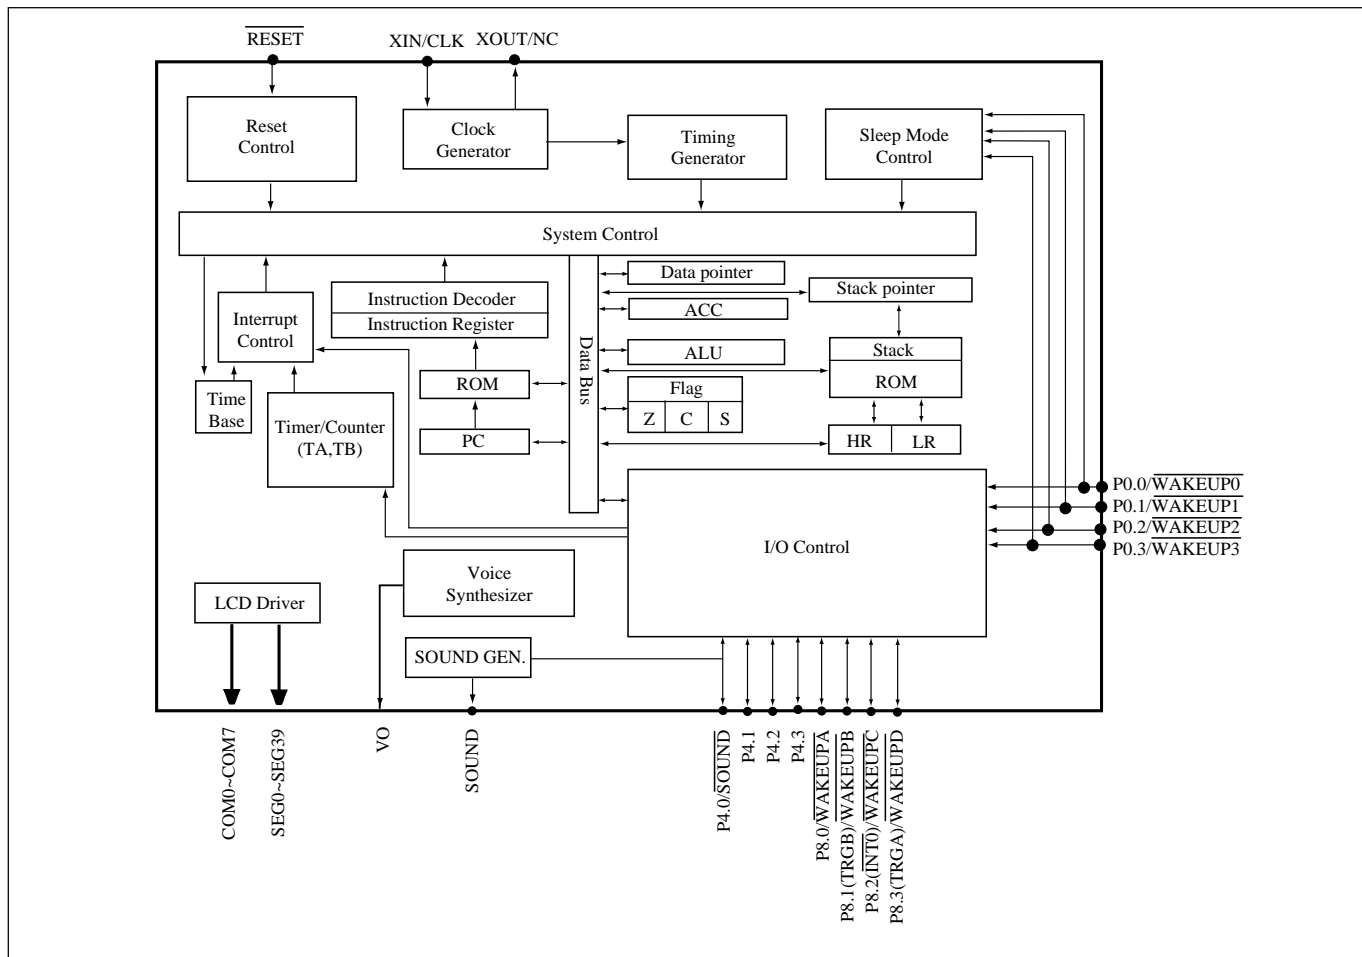 RESET
XIN/CLK
XOUT/NC
Reset
Control
Clock
Generator
Timing
Generator
Sleep Mode
Control
System Control
Data pointer
Stack pointer
Instruction Decoder
Instruction Register
ACC
Interrupt
Control
Data Bus
ALU
Stack
ROM
ROM
Flag
Z C S
Time
Base
Timer/Counter
(TA,TB)
PC
HR LR
P0.0/WAKEUP0
P0.1/WAKEUP1
P0.2/WAKEUP2
P0.3/WAKEUP3
I/O Control
Voice
Synthesizer
LCD Driver
SOUND GEN.
COM0~COM7
SEG0~SEG39
VO
SOUND
P4.0/SOUND
P4.1
P4.2
P4.3
P8.0/WAKEUPA
P8.1(TRGB)/WAKEUPB
P8.2(INT0)/WAKEUPC
P8.3(TRGA)/WAKEUPD